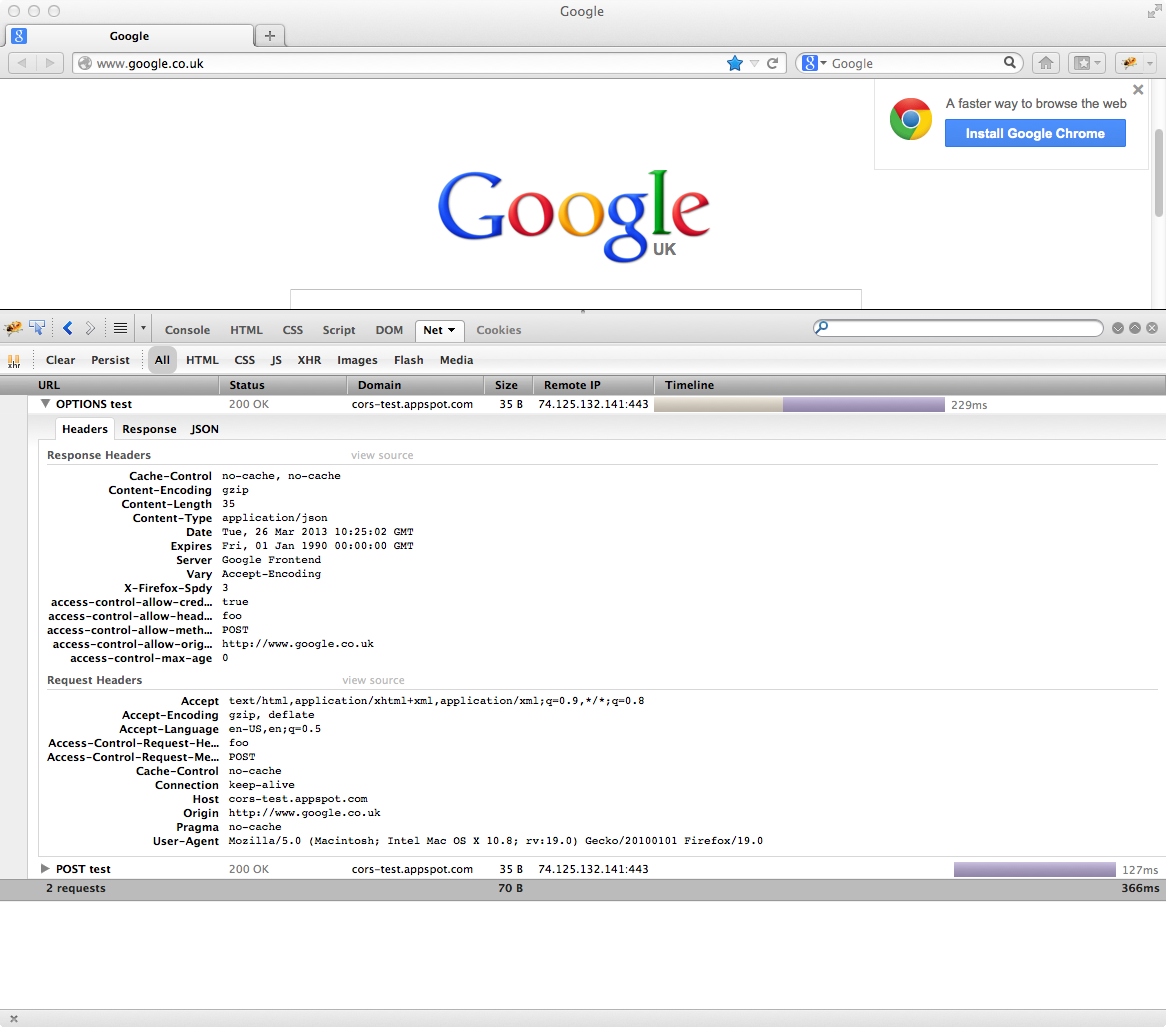 Google
Google
www.google.co.uk
Google
A faster way to browse the web
Install Google Chrome
Google
UK
Console HTML CSS Script DOM Net Cookies
xhr Clear Persist All HTML CSS JS XHR Images Flash Media
URL Status Domain Size Remote IP Timeline
OPTIONS test 200 OK cors-test.appspot.com 35 B 74.125.132.141:443 229ms
Headers Response JSON
Response Headers view source
Cache-Control no-cache, no-cache
Content-Encoding gzip
Content-Length 35
Content-Type application/json
Date Tue, 26 Mar 2013 10:25:02 GMT
Expires Fri, 01 Jan 1990 00:00:00 GMT
Server Google Frontend
Vary Accept-Encoding
X-Firefox-Spdy 3
access-control-allow-cred... true
access-control-allow-head... foo
access-control-allow-meth... POST
access-control-allow-orig... http://www.google.co.uk
access-control-max-age 0
Request Headers view source
Accept text/html,application/xhtml+xml,application/xml;q=0.9,*/*;q=0.8
Accept-Encoding gzip, deflate
Accept-Language en-US,en;q=0.5
Access-Control-Request-He... foo
Access-Control-Request-Me... POST
Cache-Control no-cache
Connection keep-alive
Host cors-test.appspot.com
Origin http://www.google.co.uk
Pragma no-cache
User-Agent Mozilla/5.0 (Macintosh; Intel Mac OS X 10.8; rv:19.0) Gecko/20100101 Firefox/19.0
POST test 200 OK cors-test.appspot.com 35 B 74.125.132.141:443 127ms
2 requests 70 B 366ms